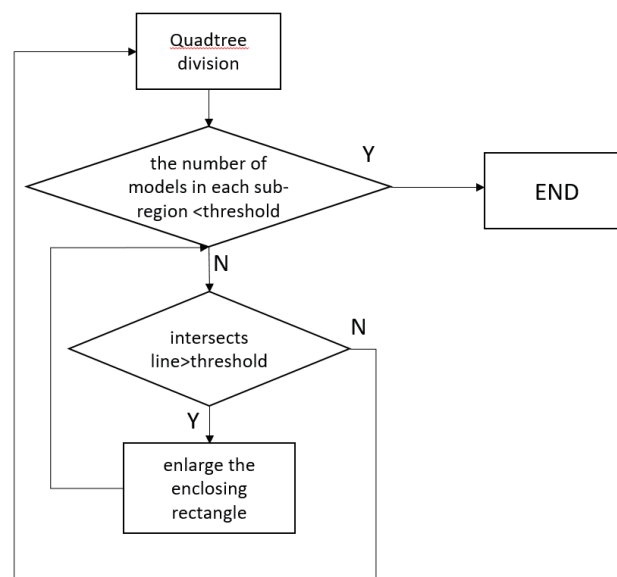 Quadtree
division
the number of
models in each sub-
region <threshold
Y
END
N
intersects
line>threshold
N
Y
enlarge the
enclosing
rectangle